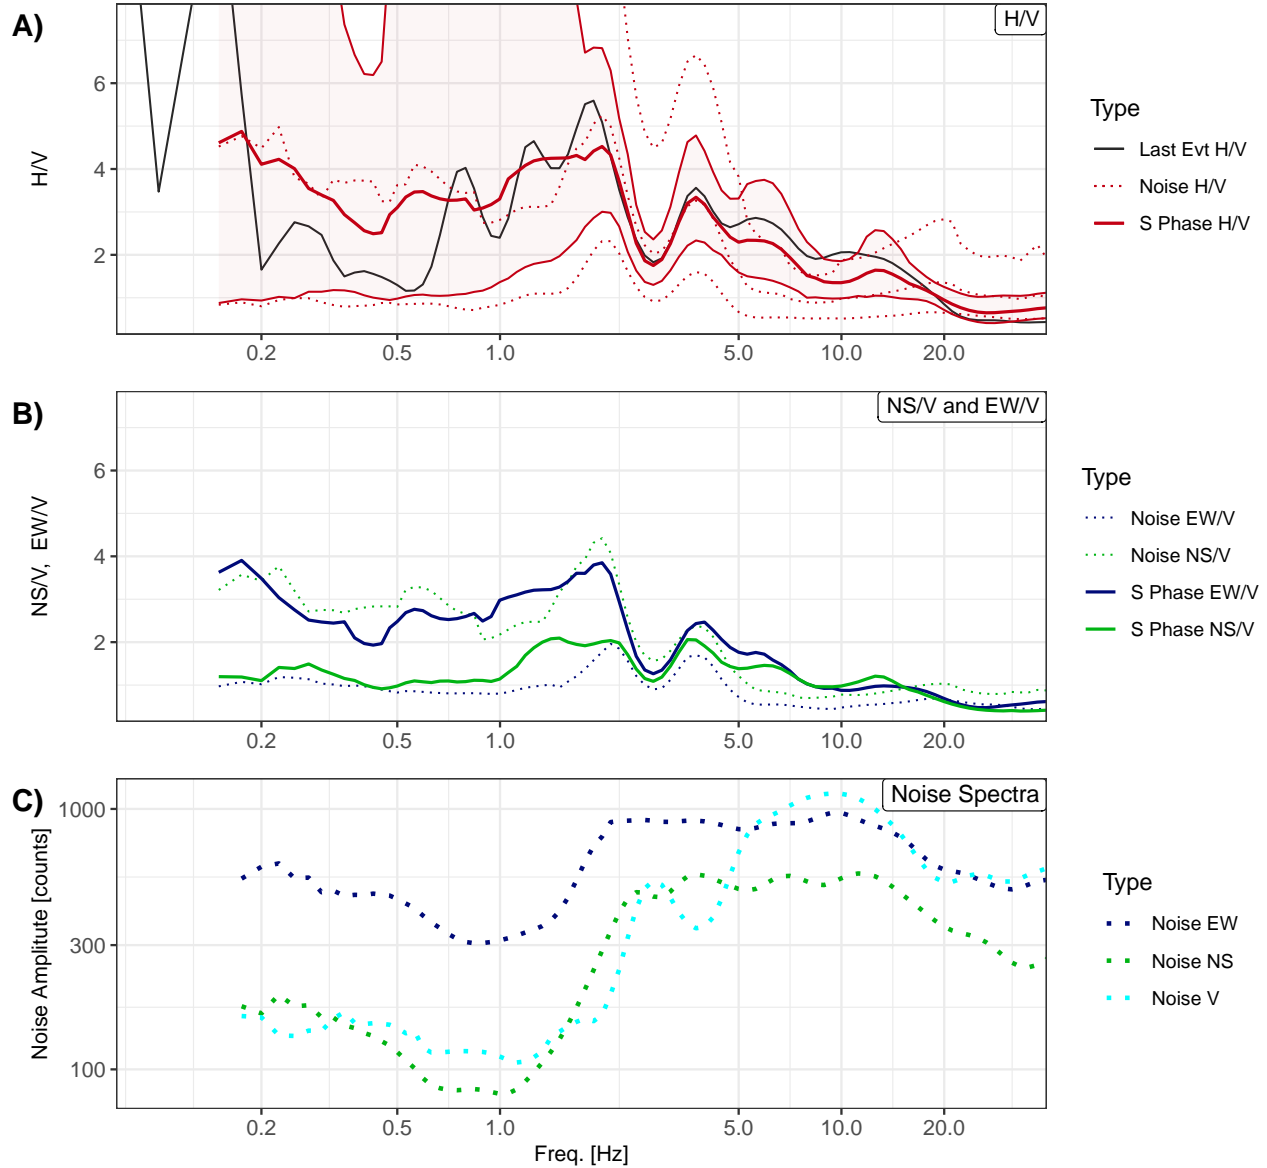 A)
H/V
H/V
6
4
2
0.2 0.5 1.0 5.0 10.0 20.0
Type
Last Evt H/V
Noise H/V
S Phase H/V
B)
NS/V and EW/V
NS/V, EW/V
6
4
2
0.2 0.5 1.0 5.0 10.0 20.0
Type
Noise EW/V
Noise NS/V
S Phase EW/V
S Phase NS/V
C)
Noise Spectra
Noise Amplitute [counts]
1000
300
100
0.2 0.5 1.0 5.0 10.0 20.0
Freq. [Hz]
Type
Noise EW
Noise NS
Noise V